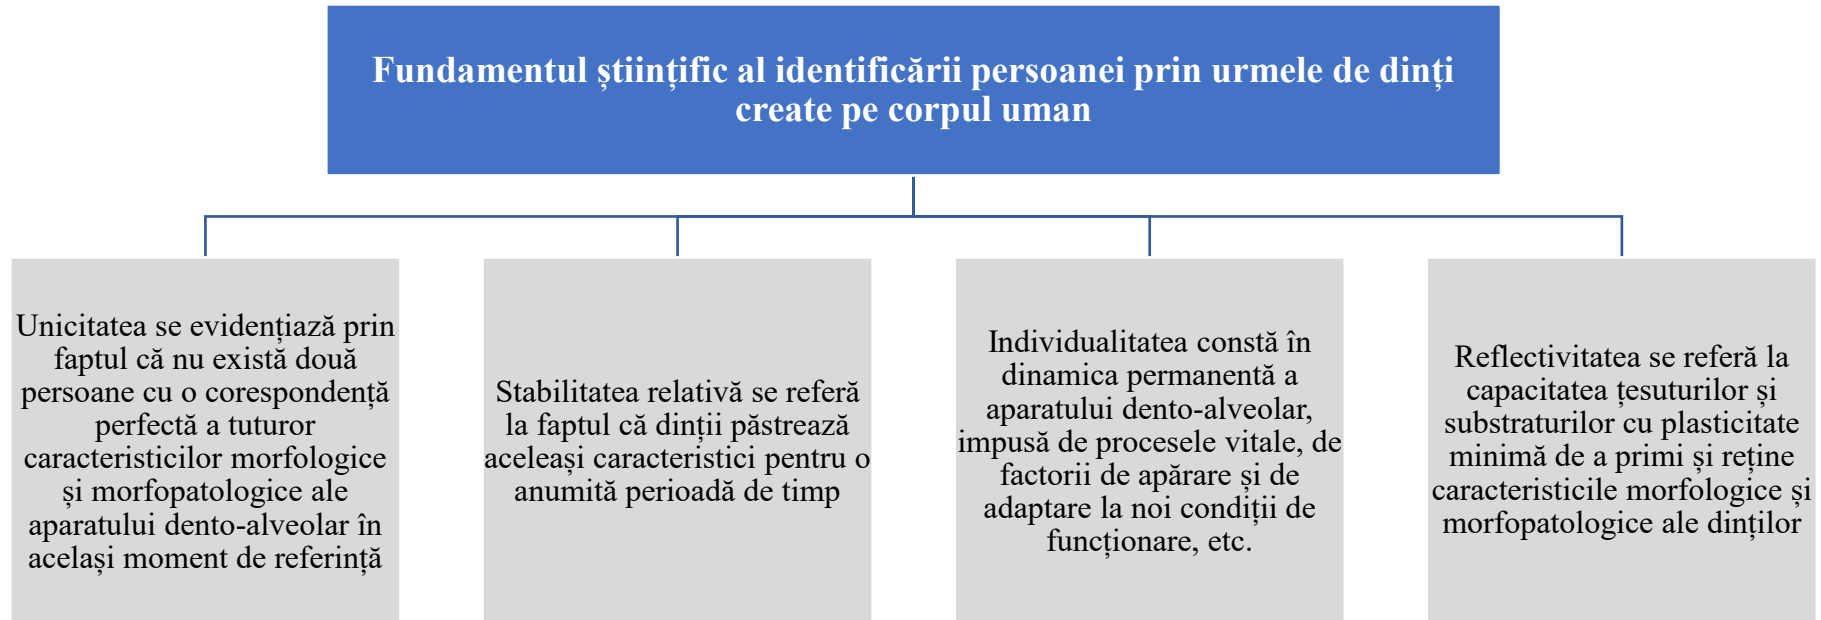 Fundamentul științific al identificării persoanei prin urmele de dinți
create pe corpul uman
Unicitatea se evidențiază prin
faptul că nu există două
persoane cu o corespondență
perfectă a tuturor
caracteristicilor morfologice
și morfopatologice ale
aparatului dento-alveolar în
același moment de referință
Stabilitatea relativă se referă
la faptul că dinții păstrează
aceleași caracteristici pentru o
anumită perioadă de timp
Individualitatea constă în
dinamica permanentă a
aparatului dento-alveolar,
impusă de procesele vitale, de
factorii de apărare și de
adaptare la noi condiții de
funcționare, etc.
Reflectivitatea se referă la
capacitatea țesuturilor și
substraturilor cu plasticitate
minimă de a primi și reține
caracteristicile morfologice și
morfopatologice ale dinților